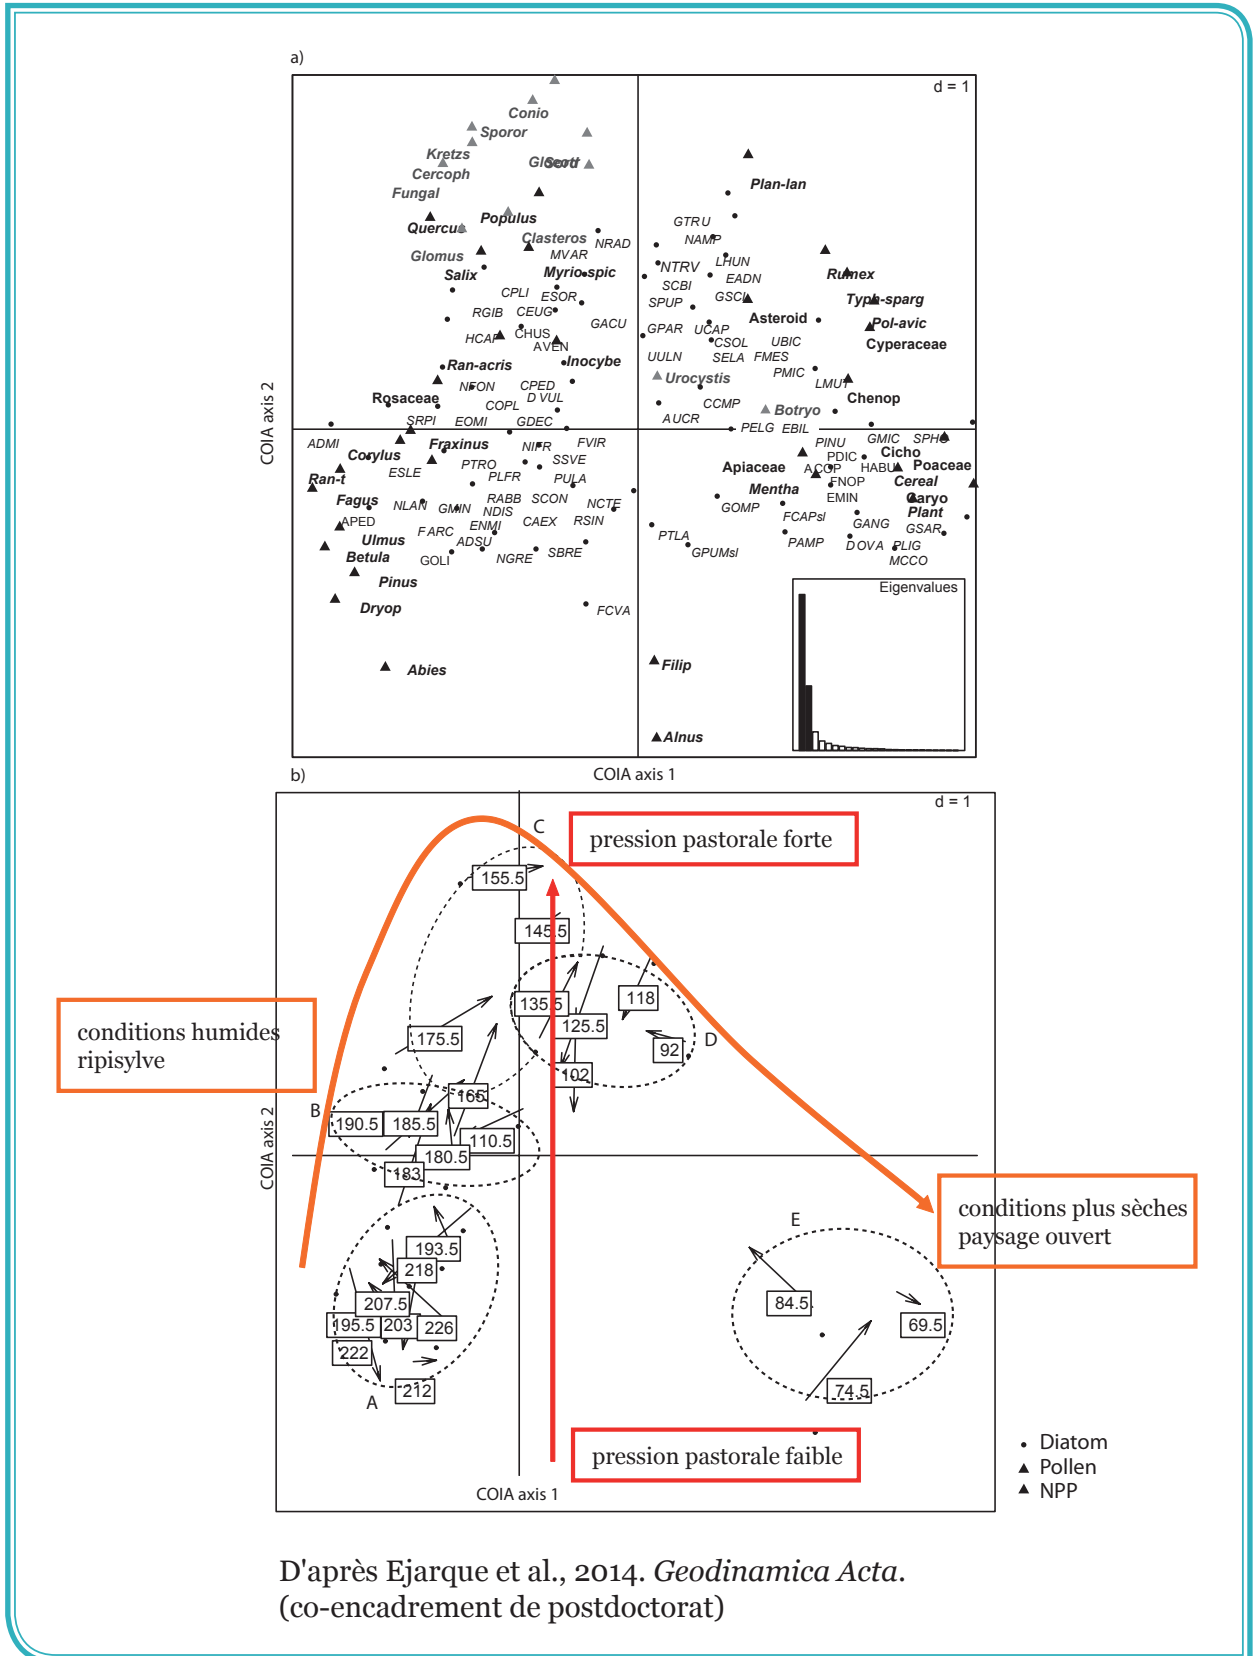 a)
d = 1
Conio
Sporor
Kretzs
Cercoph
Fungal
Plan-lan
Populus
Quercus
Clasteros
NRAD
MVAR
Glomus
Salix
Myrio-spic
GTRU
NAMP
NTRV
LHUN
EADN
SCBI
GSCL
SPUP
Rumex
Typh-sparg
CPLI
ESOR
RGIB
CEUG
GACU
HCAP
CHUS
AVEN
GPAR
UCAP
Asteroid
Pol-avic
CSOL
UBIC
Cyperaceae
Inocybe
Ran-acris
UULN
SELA
FMES
PMIC
LMUT
Urocystis
NFON
CPED
DVUL
Rosaceae
COPL
CCMP
Botryo
Chenop
SRPI
EOMI
GDEC
AUCR
PELG
EBIL
ADMI
Fraxinus
NIFR
FVIR
PINU
GMIC
SPHO
Corylus
PTRO
SSVE
PDIC
Cicho
ESLE
PLFR
PULA
Apiaceae
ACOP
HABU
Poaceae
Ran-t
FNOP
Cereal
Fagus
NLAN
GMIN
RABB
SCON
NCTE
Mentha
EMIN
Caryo
NDIS
GOMP
FCAPsl
Plant
APED
FARC
ENMI
CAEX
RSIN
GANG
GSAR
Ulmus
ADSU
PTLA
PAMP
DOVA
PLIG
Betula
GOLI
NGRE
SBRE
GPUMsl
MCCO
Pinus
Eigenvalues
Dryop
FCVA
Abies
Filip
Alnus
COIA axis 2
COIA axis 1
b)
d = 1
C
pression pastorale forte
155.5
145.5
135.5
118
125.5
conditions humides
ripisylve
175.5
92
D
102
165
B
190.5
185.5
110.5
180.5
183
COIA axis 2
conditions plus sèches
paysage ouvert
E
193.5
218
207.5
84.5
195.5
203
226
69.5
222
212
74.5
A
pression pastorale faible
COIA axis 1
Diatom
Pollen
NPP
D'après Ejarque et al., 2014. Geodinamica Acta.
(co-encadrement de postdoctorat)